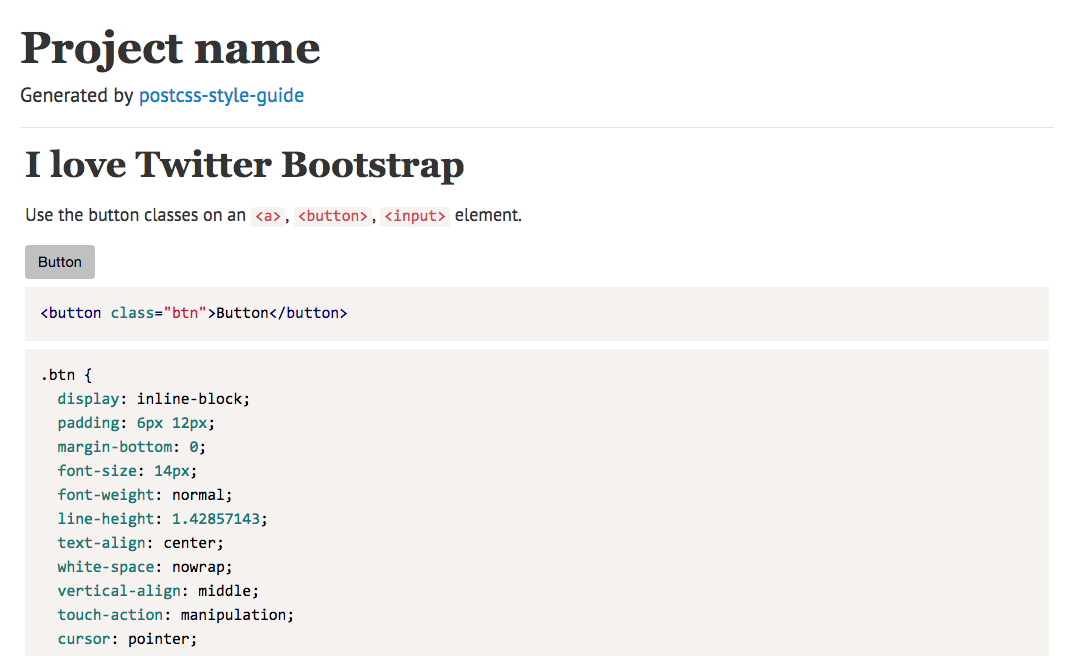 Project name
Generated by postcss-style-guide
I love Twitter Bootstrap
Use the button classes on an <a>, <button>, <input> element.
Button
<button class="btn">Button</button>
.btn {
  display: inline-block;
  padding: 6px 12px;
  margin-bottom: 0;
  font-size: 14px;
  font-weight: normal;
  line-height: 1.42857143;
  text-align: center;
  white-space: nowrap;
  vertical-align: middle;
  touch-action: manipulation;
  cursor: pointer;